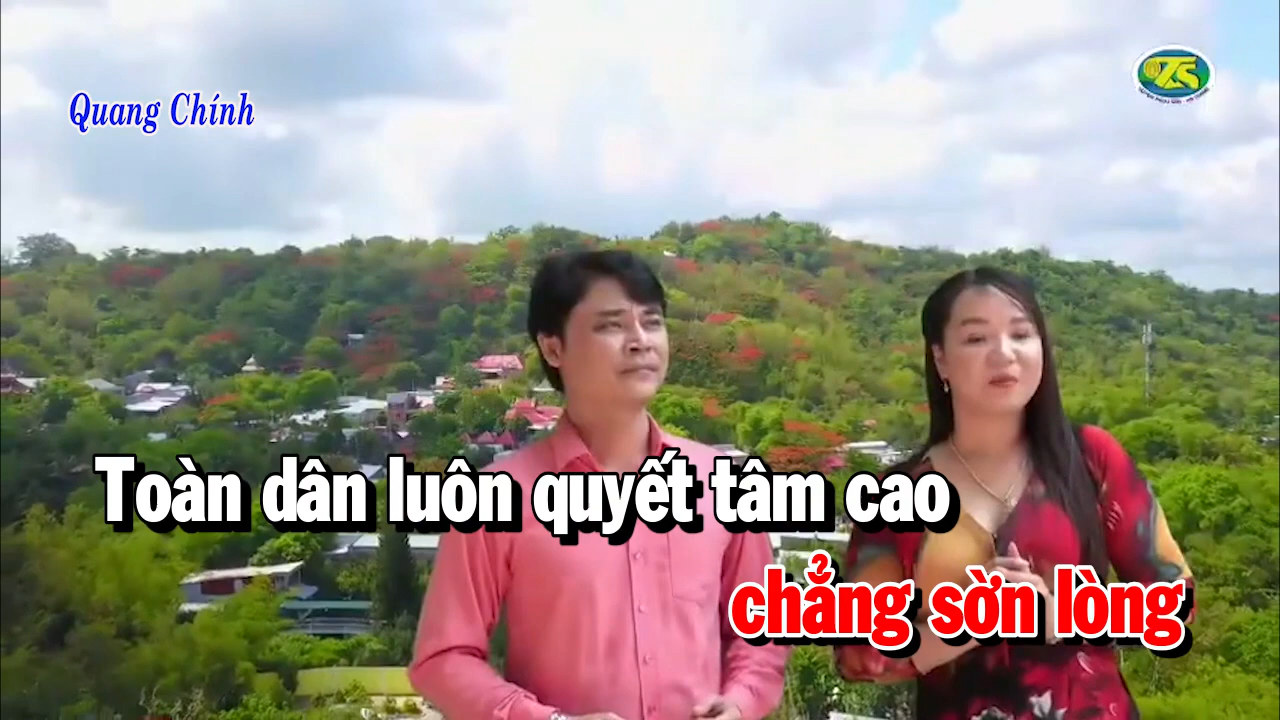 Quang Chính
Toàn dân luôn quyết tâm cao
chẳng sờn lòng